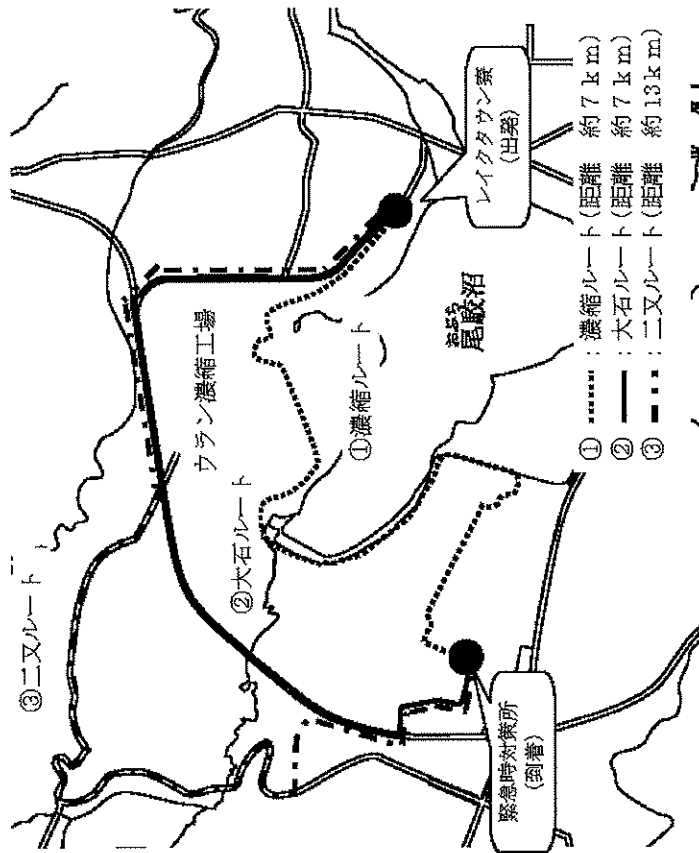 ③二又ルート
②大石ルート
ウラン濃縮工場
①濃縮ルート
おぶち
尾駮沼
レイクタウン寮
(出発)
緊急時対策所
(到着)
① : 濃縮ルート(距離 約7km)
② : 大石ルート(距離 約7km)
③ : 二又ルート(距離 約13km)